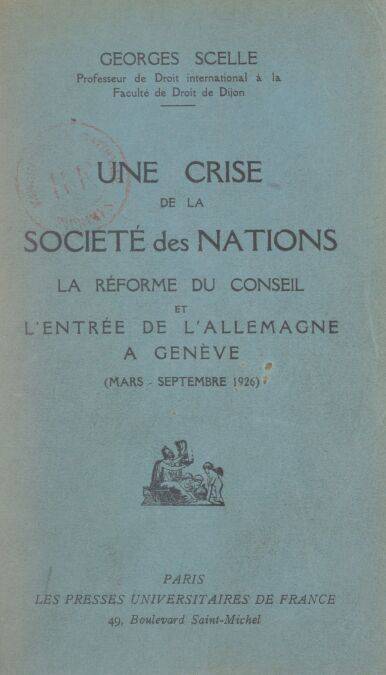 GEORGES SCELLE
Professeur de Droit international à la
Faculté de Droit de Dijon
UNE CRISE
DE LA
SOCIÉTÉ des NATIONS
LA RÉFORME DU CONSEIL
ET
L'ENTRÉE DE L'ALLEMAGNE
A GENÈVE
(MARS - SEPTEMBRE 1926)
PARIS
LES PRESSES UNIVERSITAIRES DE FRANCE
49, Boulevard Saint-Michel